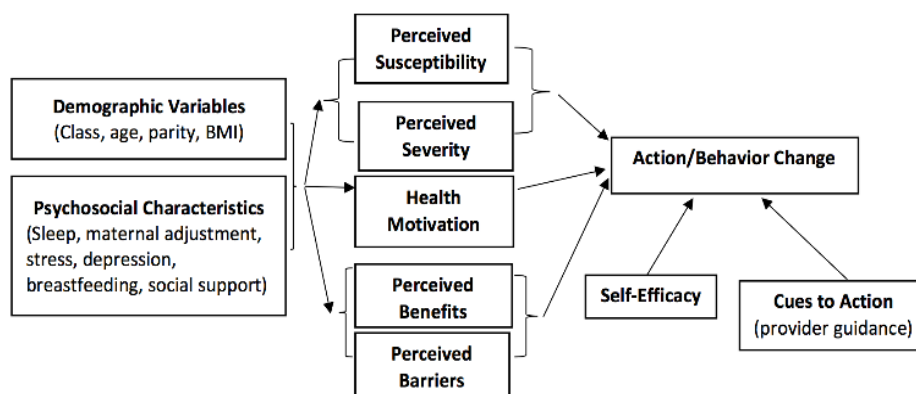 Demographic Variables
(Class, age, parity, BMI)
Psychosocial Characteristics
(Sleep, maternal adjustment,
stress, depression,
breastfeeding, social support)
Perceived
Susceptibility
Perceived
Severity
Health
Motivation
Perceived
Benefits
Perceived
Barriers
Action/Behavior Change
Self-Efficacy
Cues to Action
(provider guidance)